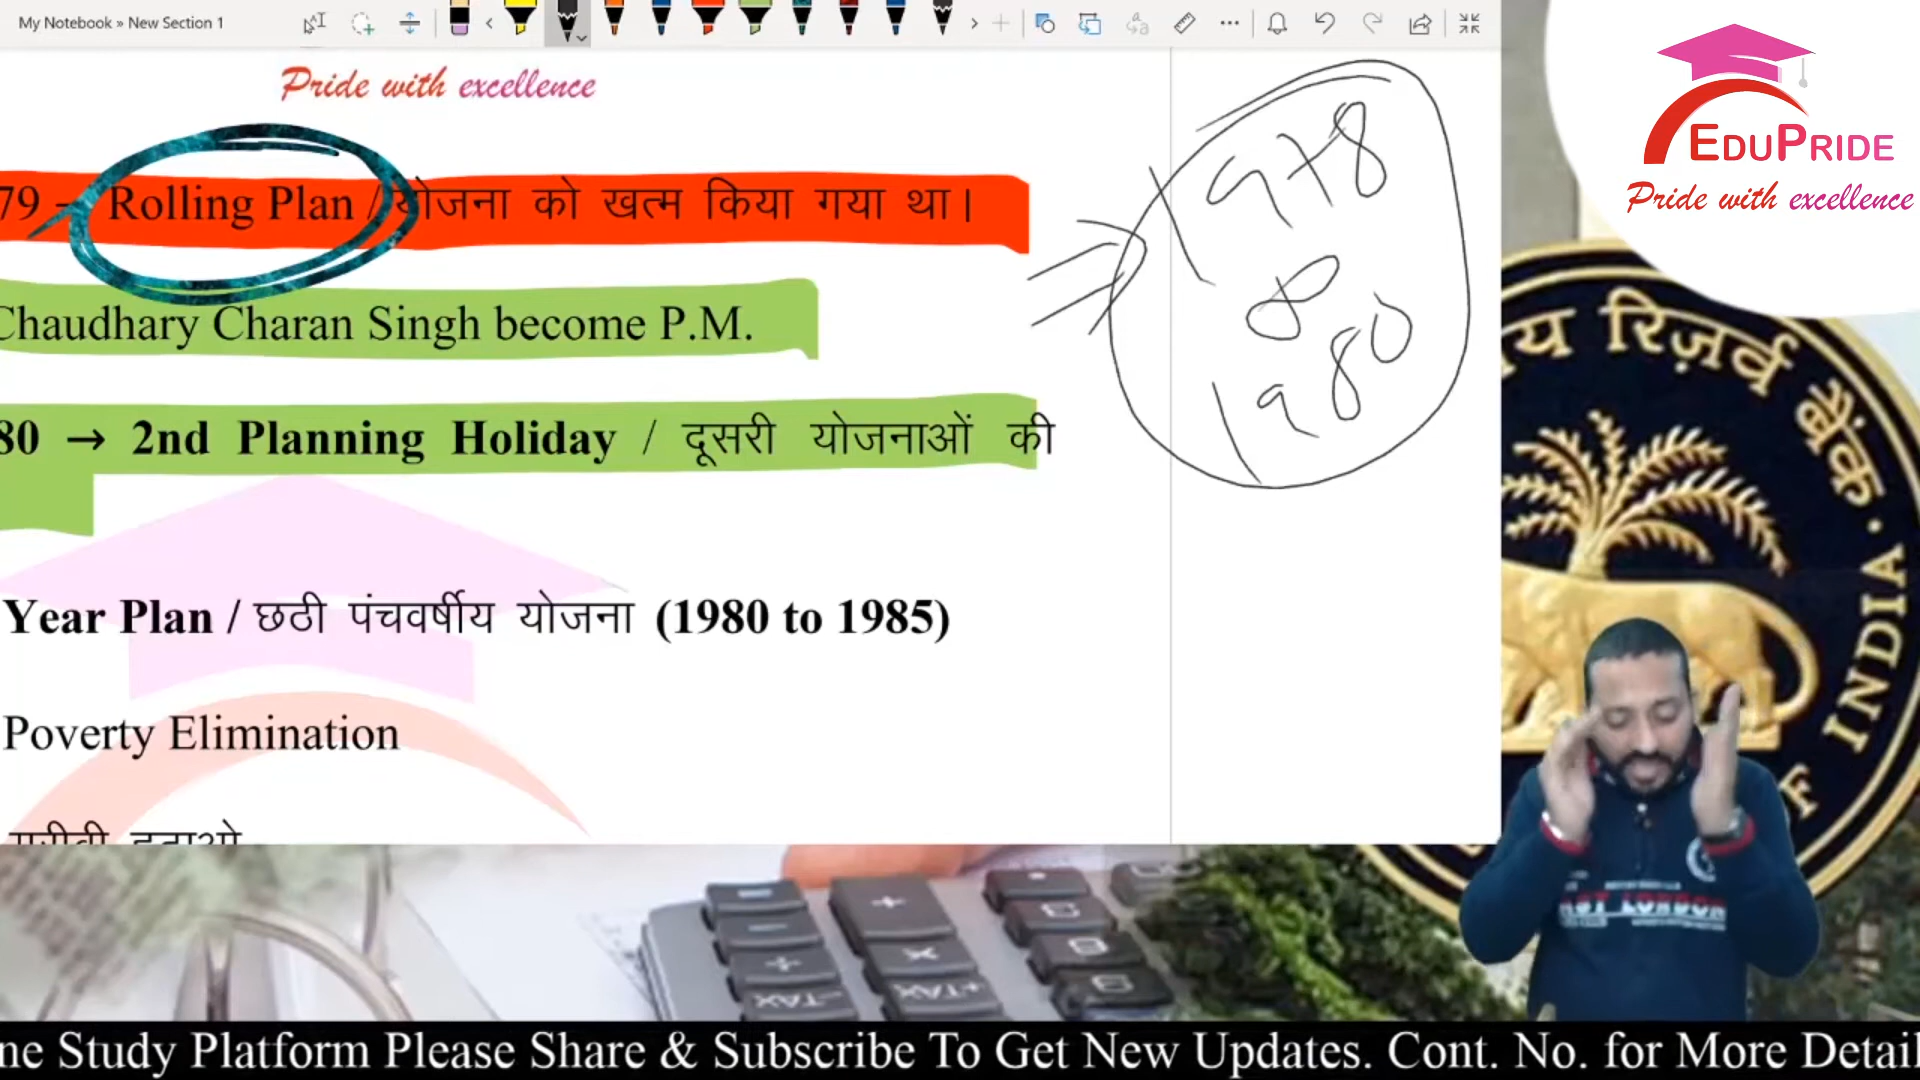 My Notebook » New Section 1
Pride with excellence
79 - Rolling Plan / योजना को खत्म किया गया था।
Chaudhary Charan Singh become P.M.
80 → 2nd Planning Holiday / दूसरी योजनाओं की
Year Plan / छठी पंचवर्षीय योजना (1980 to 1985)
Poverty Elimination
1978
&
1980
EDUPRIDE
Pride with excellence
रिज़र्व बैंक
INDIA
ne Study Platform Please Share & Subscribe To Get New Updates. Cont. No. for More Detail